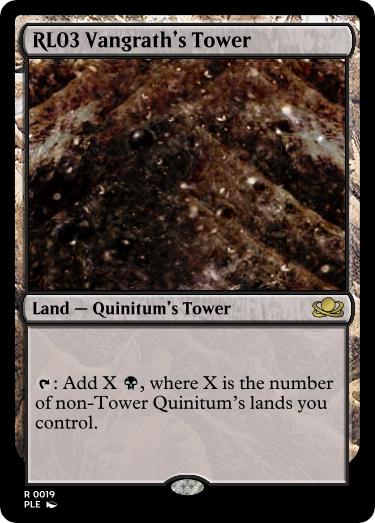 RL03 Vangrath's Tower
Land — Quinitum's Tower
: Add X , where X is the number
of non-Tower Quinitum's lands you
control.
R 0019
PLE